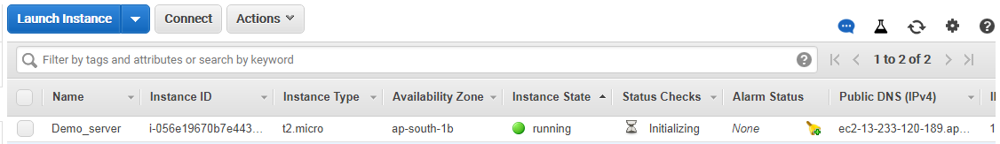 Launch Instance Connect Actions
Filter by tags and attributes or search by keyword 1 to 2 of 2
Name Instance ID Instance Type Availability Zone Instance State Status Checks Alarm Status Public DNS (IPv4)
Demo_server i-056e19670b7e443... t2.micro ap-south-1b running Initializing None ec2-13-233-120-189.ap... 1